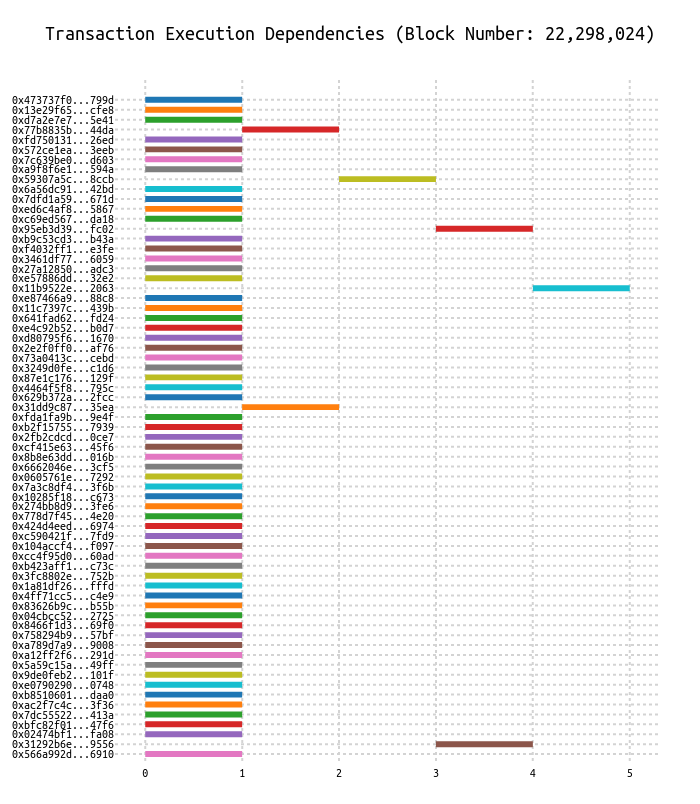 Transaction Execution Dependencies (Block Number: 22,298,024)
0x473737f0...799d
0x13e29f65...cfe8
0xd7a2e7e7...5e41
0x77b8835b...44da
0xfd750131...26ed
0x572ce1ea...3eeb
0x7c639be0...d603
0xa9f8f6e1...594a
0x59307a5c...8ccb
0x6a56dc91...42bd
0x7dfd1a59...671d
0xed6c4af8...5867
0xc69ed567...da18
0x95eb3d39...fc02
0xb9c53cd3...b43a
0xf4032ff1...e3fe
0x3461df77...6059
0x27a12850...adc3
0xe57886dd...32e2
0x11b9522e...2063
0xe87466a9...88c8
0x11c7397c...439b
0x641fad62...fd24
0xe4c92b52...b0d7
0xd80795f6...1670
0x2e2f0ff0...af76
0x73a0413c...cebd
0x3249d0fe...c1d6
0x87e1c176...129f
0x4464f5f8...795c
0x629b372a...2fcc
0x31dd9c87...35ea
0xfda1fa9b...9e4f
0xb2f15755...7939
0x2fb2cdcd...0ce7
0xcf415e63...45f6
0x8b8e63dd...016b
0x6662046e...3cf5
0x0605761e...7292
0x7a3c8df4...3f6b
0x10285f18...c673
0x274bb8d9...3fe6
0x778d7f45...4e20
0x424d4eed...6974
0xc590421f...7fd9
0x104accf4...f097
0xcc4f95d0...60ad
0xb423aff1...c73c
0x3fc8802e...752b
0x1a81df26...fffd
0x4ff71cc5...c4e9
0x83626b9c...b55b
0x04cbcc52...2725
0x8466f1d3...69f0
0x758294b9...57bf
0xa789d7a9...9008
0xa12ff2f6...291d
0x5a59c15a...49ff
0x9de0feb2...101f
0xe0790290...0748
0xb8510601...daa0
0xac2f7c4c...3f36
0x7dc55522...413a
0xbfc82f01...47f6
0x02474bf1...fa08
0x31292b6e...9556
0x566a992d...6910
0 1 2 3 4 5